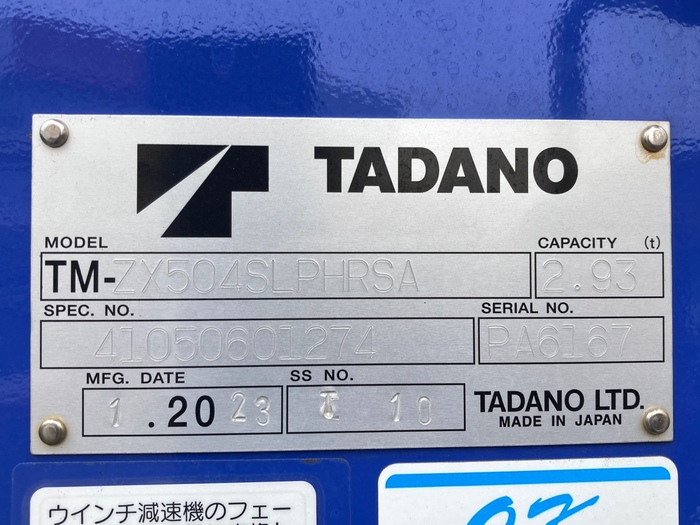 TADANO
MODEL CAPACITY (t)
TM-ZX504SLPHRSA 2.93
SPEC. NO. SERIAL NO.
41050601274 PA6167
MFG. DATE SS NO.
1 .2023 10
TADANO LTD.
MADE IN JAPAN
ウインチ減速機のフェー